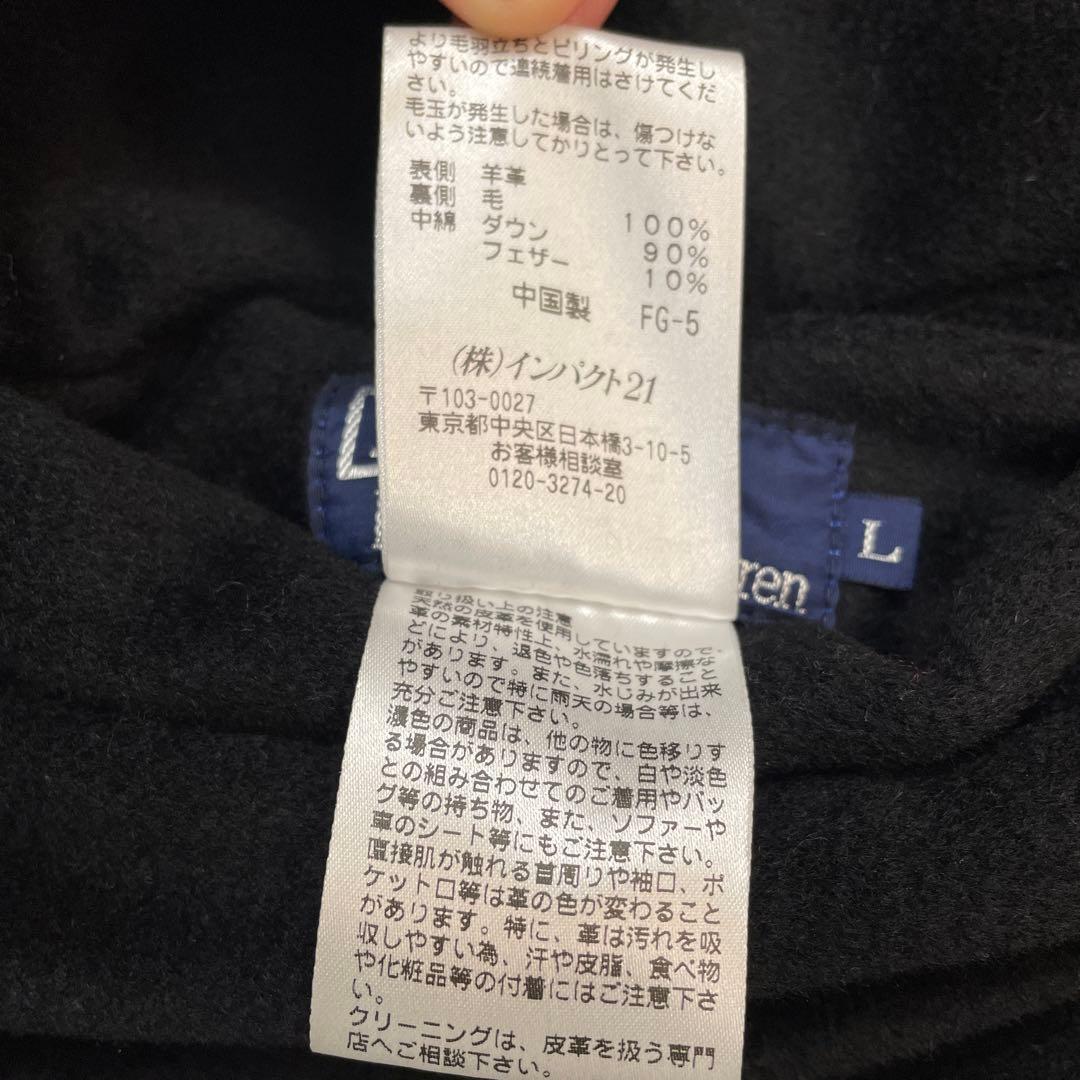 より毛羽立ちとピリングが発生し
やすいので連続着用はさけてくだ
さい。
毛玉が発生した場合は、傷つけな
いよう注意してかりとって下さい。
表側 羊革
裏側 毛 100%
中綿 ダウン 90%
フェザー 10%
中国製 FG-5
(株)インパクト21
〒103-0027
東京都中央区日本橋3-10-5
お客様相談室
0120-3274-20
L
ren
取り扱い上の注意
天然の皮革を使用していますので、
革の素材特性上、水濡れや摩擦な
どにより、退色や色落ちすること
があります。また、水じみが出来
やすいので特に雨天の場合等は、
充分ご注意下さい。
濃色の商品は、他の物に色移りす
る場合がありますので、白や淡色
との組み合わせてのご着用やバッ
グ等の持ち物、また、ソファーや
車のシート等にもご注意下さい。
直接肌が触れる首周りや袖口、ポ
ケット口等は革の色が変わること
があります。特に、革は汚れを吸
収しやすい為、汗や皮脂、食べ物
や化粧品等の付着にはご注意下さ
い。
クリーニングは、皮革を扱う専門
店へご相談下さい。